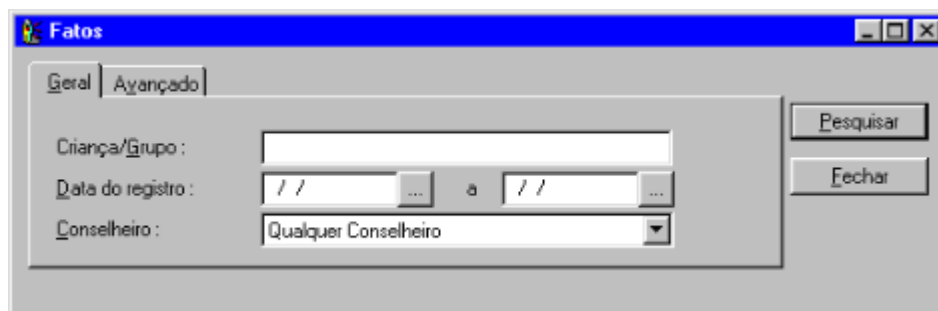 Fatos
Geral Avançado
Criança/Grupo :
Pesquisar
Data do registro : / / ... a / / ...
Fechar
Conselheiro : Qualquer Conselheiro